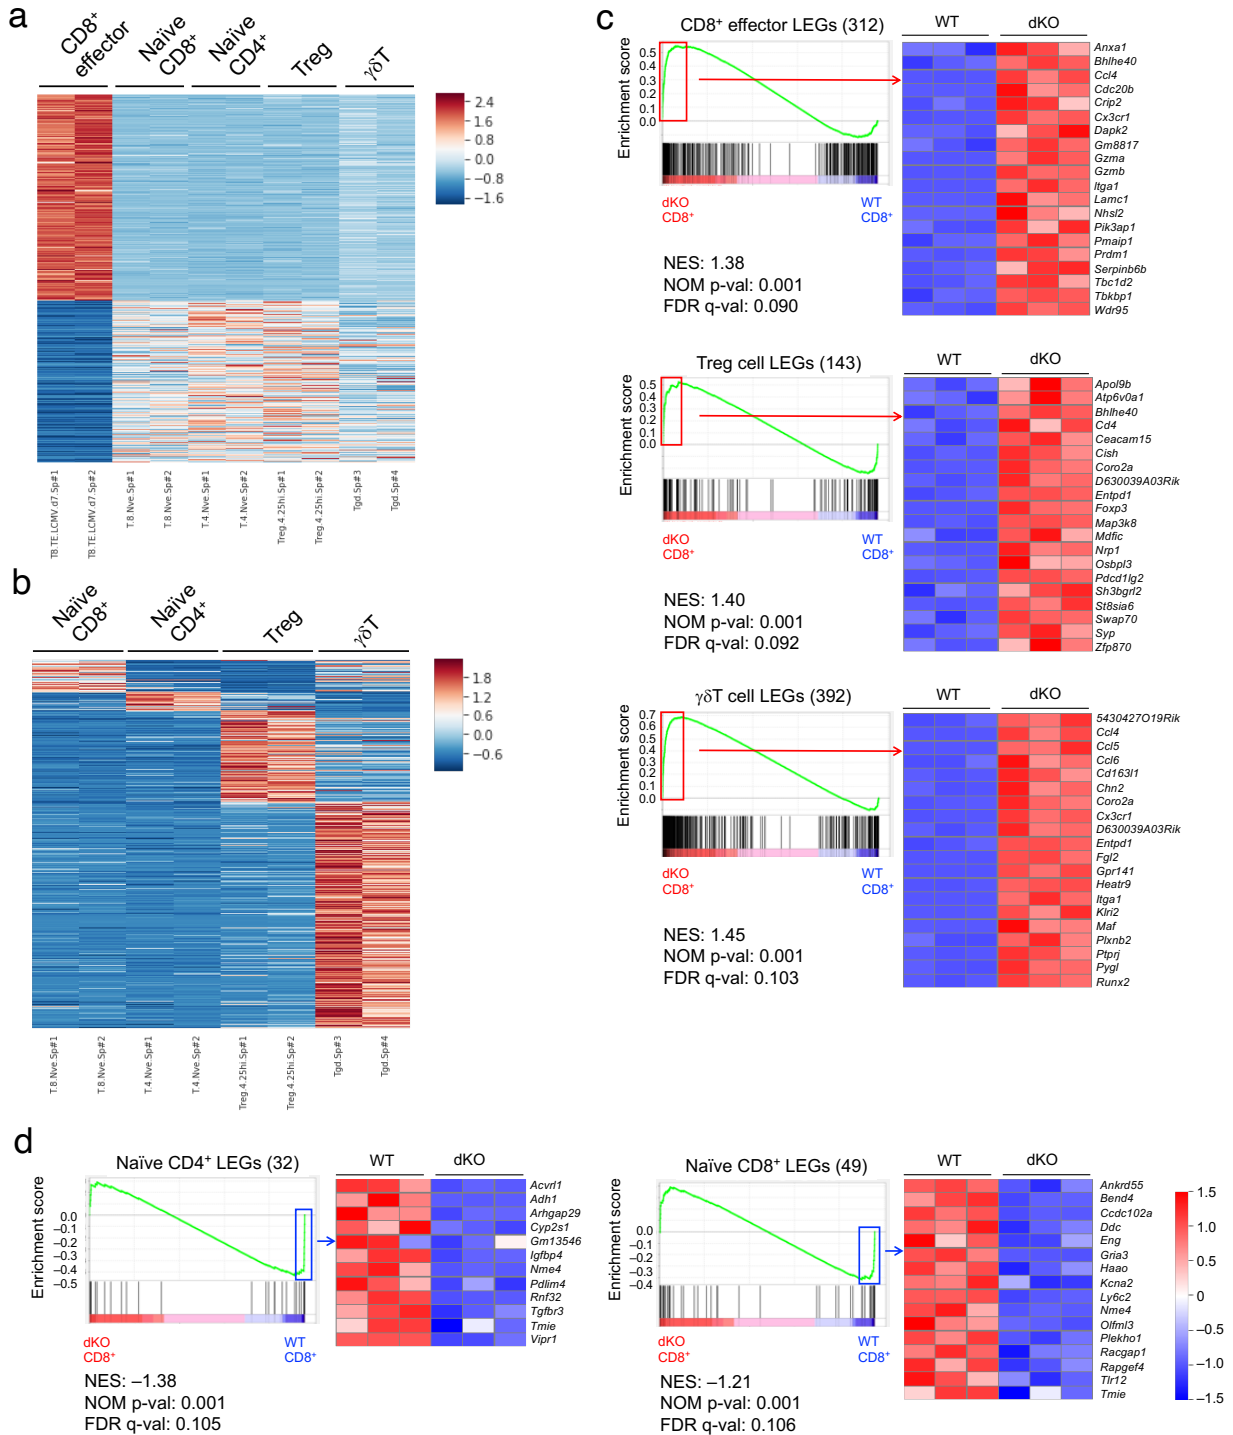 a
CD8+
effector
Naïve
CD8+
Naïve
CD4+
Treg
γδT
2.4
1.6
0.8
0.0
−0.8
−1.6
T8.TE.LCMV.d7.Sp#1
T8.TE.LCMV.d7.Sp#2
T.8.Nve.Sp#1
T.8.Nve.Sp#2
T.4.Nve.Sp#1
T.4.Nve.Sp#2
Treg.4.25hi.Sp#1
Treg.4.25hi.Sp#2
Tgd.Sp#3
Tgd.Sp#4
b
Naïve
CD8+
Naïve
CD4+
Treg
γδT
1.8
1.2
0.6
0.0
−0.6
T.8.Nve.Sp#1
T.8.Nve.Sp#2
T.4.Nve.Sp#1
T.4.Nve.Sp#2
Treg.4.25hi.Sp#1
Treg.4.25hi.Sp#2
Tgd.Sp#3
Tgd.Sp#4
c
CD8+ effector LEGs (312)
WT
dKO
Enrichment score
0.5
0.4
0.3
0.2
0.1
0.0
dKO
CD8+
WT
CD8+
NES: 1.38
NOM p-val: 0.001
FDR q-val: 0.090
Anxa1
Bhlhe40
Ccl4
Cdc20b
Crip2
Cx3cr1
Dapk2
Gm8817
Gzma
Gzmb
Itga1
Lamc1
Nhsl2
Pik3ap1
Pmaip1
Prdm1
Serpinb6b
Tbc1d2
Tbkbp1
Wdr95
Treg cell LEGs (143)
WT
dKO
Enrichment score
0.5
0.4
0.3
0.2
0.1
0.0
dKO
CD8+
WT
CD8+
NES: 1.40
NOM p-val: 0.001
FDR q-val: 0.092
Apol9b
Atp6v0a1
Bhlhe40
Cd4
Ceacam15
Cish
Coro2a
D630039A03Rik
Entpd1
Foxp3
Map3k8
Mdfic
Nrp1
Osbpl3
Pdcd1lg2
Sh3bgrl2
St8sia6
Swap70
Syp
Zfp870
γδT cell LEGs (392)
WT
dKO
Enrichment score
0.7
0.6
0.5
0.4
0.3
0.2
0.1
0.0
dKO
CD8+
WT
CD8+
NES: 1.45
NOM p-val: 0.001
FDR q-val: 0.103
5430427O19Rik
Ccl4
Ccl5
Ccl6
Cd163l1
Chn2
Coro2a
Cx3cr1
D630039A03Rik
Entpd1
Fgl2
Gpr141
Heatr9
Itga1
Klri2
Maf
Plxnb2
Ptprj
Pygl
Runx2
d
Naïve CD4+ LEGs (32)
WT
dKO
Enrichment score
0.0
−0.1
−0.2
−0.3
−0.4
−0.5
dKO
CD8+
WT
CD8+
NES: –1.38
NOM p-val: 0.001
FDR q-val: 0.105
Acvrl1
Adh1
Arhgap29
Cyp2s1
Gm13546
Igfbp4
Nme4
Pdlim4
Rnf32
Tgfbr3
Tmie
Vipr1
Naïve CD8+ LEGs (49)
WT
dKO
Enrichment score
0.0
−0.1
−0.2
−0.3
−0.4
dKO
CD8+
WT
CD8+
NES: –1.21
NOM p-val: 0.001
FDR q-val: 0.106
Ankrd55
Bend4
Ccdc102a
Ddc
Eng
Gria3
Haao
Kcna2
Ly6c2
Nme4
Olfml3
Plekho1
Racgap1
Rapgef4
Tlr12
Tmie
1.5
1.0
0.5
0
−0.5
−1.0
−1.5